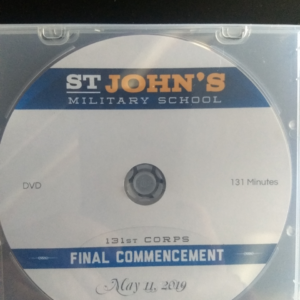 ST JOHN'S
MILITARY SCHOOL
DVD
131 Minutes
131ST CORPS
FINAL COMMENCEMENT
May 11, 2019